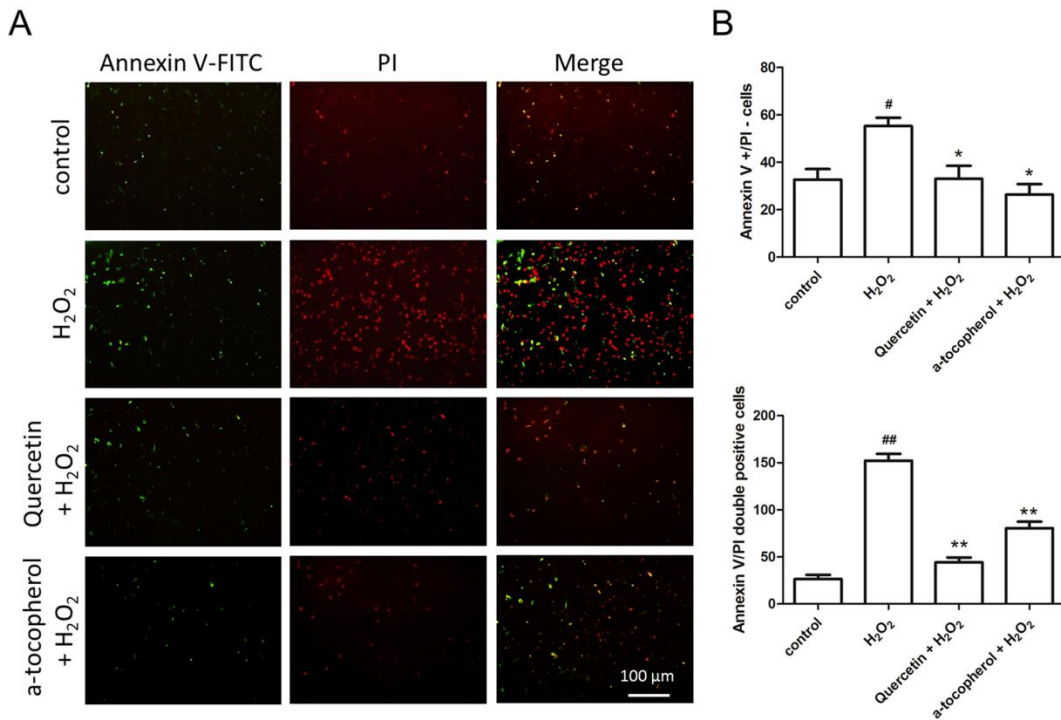 A
Annexin V-FITC
PI
Merge
control
H₂O₂
Quercetin
+ H₂O₂
a-tocopherol
+ H₂O₂
100 µm
B
Annexin V +/PI - cells
80
60
40
20
0
#
*
*
control
H₂O₂
Quercetin + H₂O₂
a-tocopherol + H₂O₂
Annexin V/PI double positive cells
200
150
100
50
0
##
**
**
control
H₂O₂
Quercetin + H₂O₂
a-tocopherol + H₂O₂